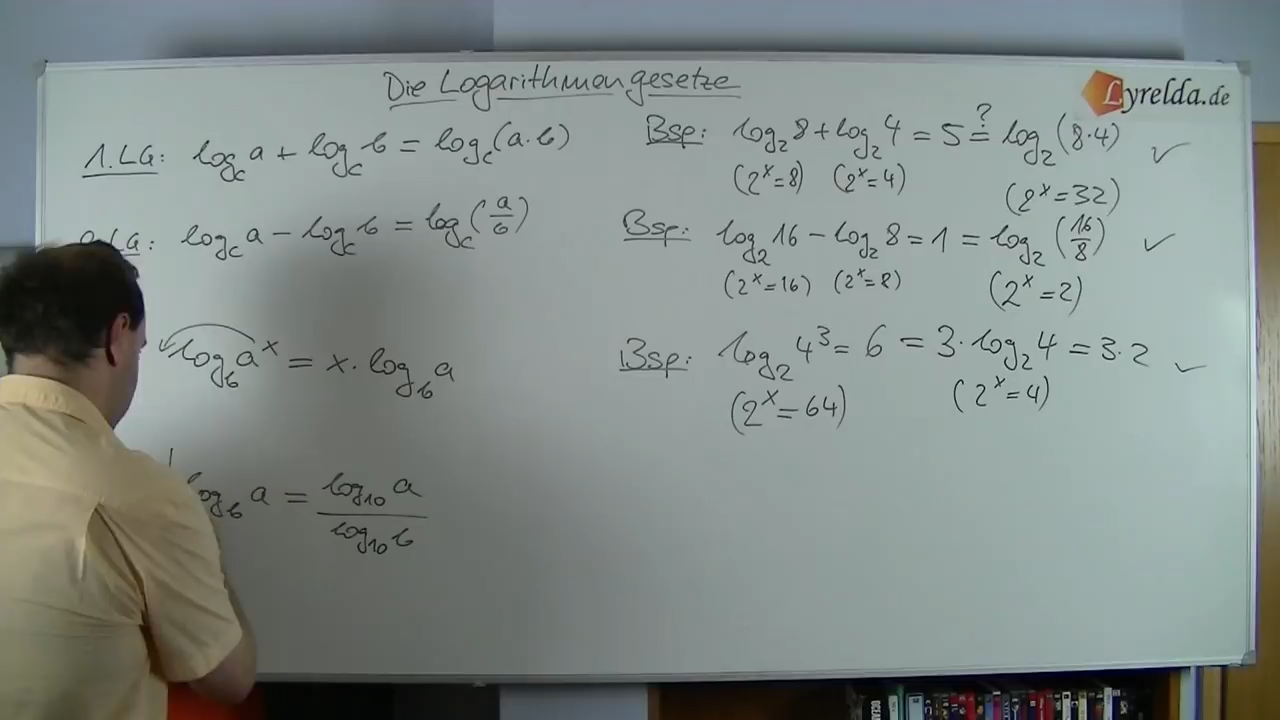 Die Logarithmengesetze
Lyrelda.de
1. LG: log_c a + log_c b = log_c (a·b)
Bsp: log_2 8 + log_2 4 = 5 ?= log_2 (8·4) ✓
(2^x=8) (2^x=4) (2^x=32)
LG: log_c a − log_c b = log_c (a/b)
Bsp: log_2 16 − log_2 8 = 1 = log_2 (16/8) ✓
(2^x=16) (2^x=8) (2^x=2)
log_b a^x = x · log_b a
Bsp: log_2 4^3 = 6 = 3·log_2 4 = 3·2 ✓
(2^x=64) (2^x=4)
log_b a = log_10 a / log_10 b